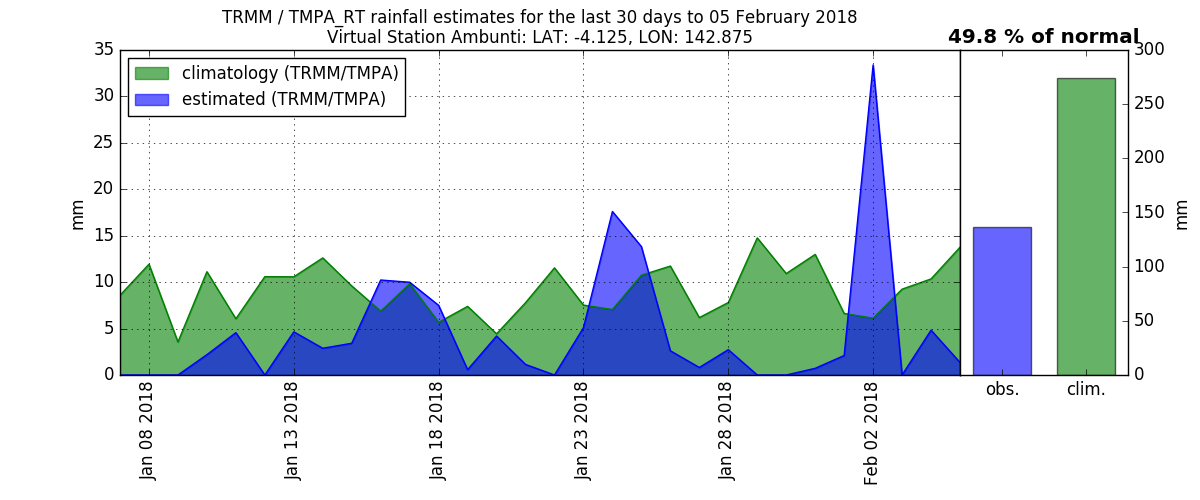 TRMM / TMPA_RT rainfall estimates for the last 30 days to 05 February 2018
Virtual Station Ambunti: LAT: -4.125, LON: 142.875
49.8 % of normal
climatology (TRMM/TMPA)
estimated (TRMM/TMPA)
35
30
25
20
15
10
5
0
mm
Jan 08 2018
Jan 13 2018
Jan 18 2018
Jan 23 2018
Jan 28 2018
Feb 02 2018
obs.
clim.
300
250
200
150
100
50
0
mm